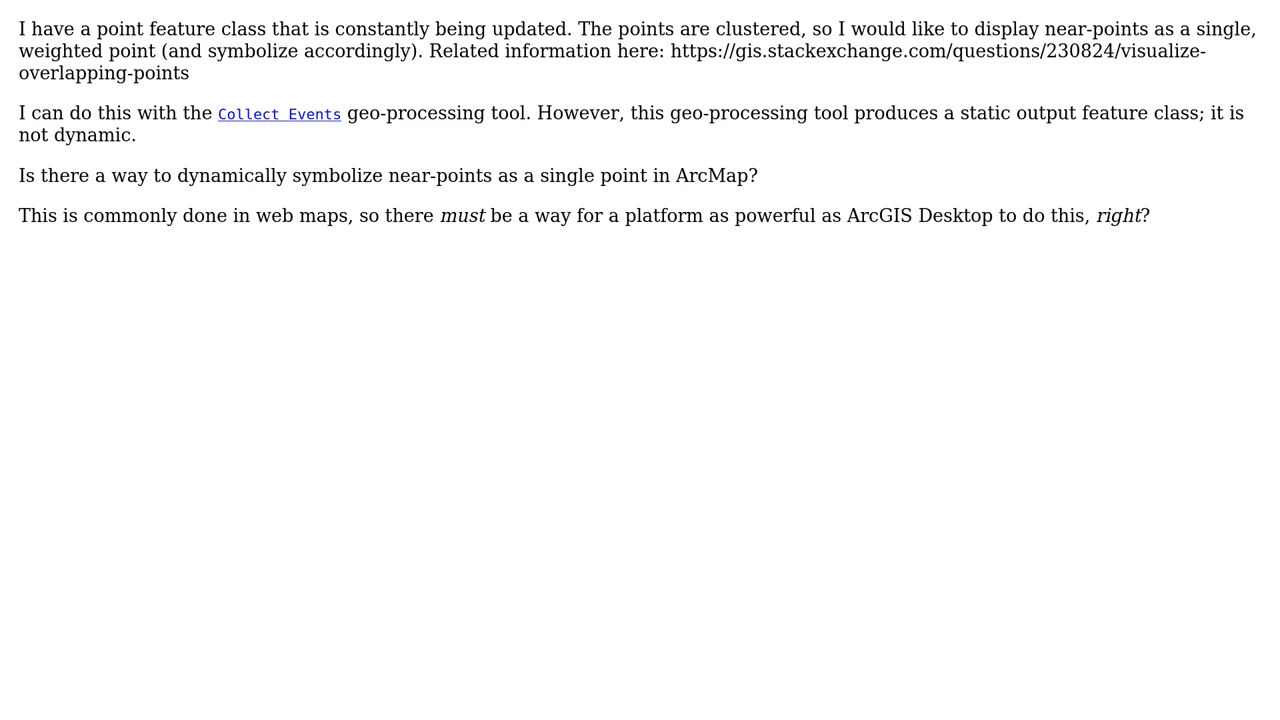 I have a point feature class that is constantly being updated. The points are clustered, so I would like to display near-points as a single,
weighted point (and symbolize accordingly). Related information here: https://gis.stackexchange.com/questions/230824/visualize-
overlapping-points
I can do this with the Collect Events geo-processing tool. However, this geo-processing tool produces a static output feature class; it is
not dynamic.
Is there a way to dynamically symbolize near-points as a single point in ArcMap?
This is commonly done in web maps, so there must be a way for a platform as powerful as ArcGIS Desktop to do this, right?